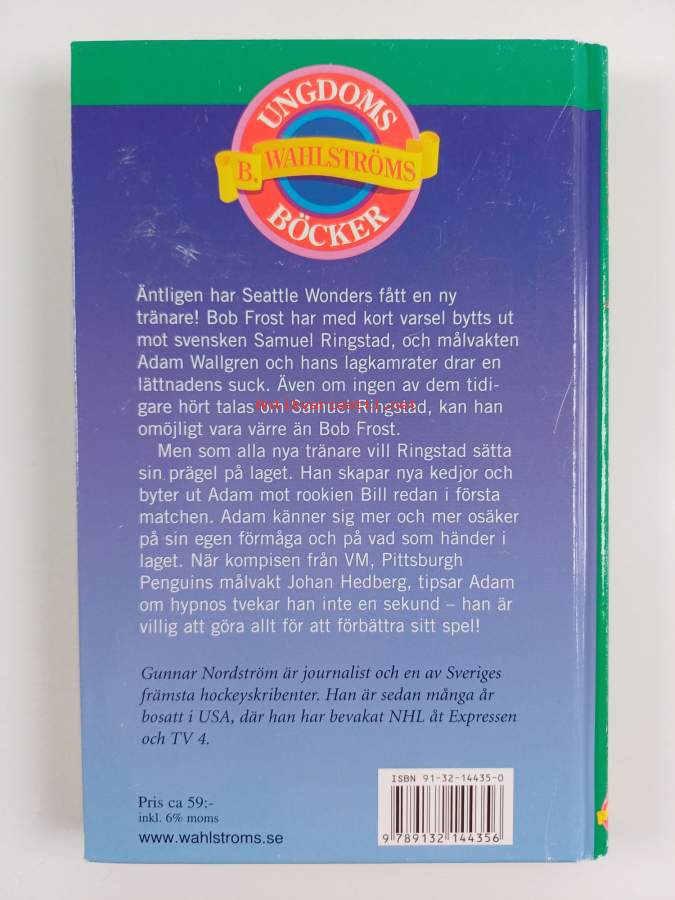 UNGDOMS
B. WAHLSTRÖMS
BÖCKER
Äntligen har Seattle Wonders fått en ny
tränare! Bob Frost har med kort varsel bytts ut
mot svensken Samuel Ringstad, och målvakten
Adam Wallgren och hans lagkamrater drar en
lättnadens suck. Även om ingen av dem tidi-
gare hört talas om Samuel Ringstad, kan han
omöjligt vara värre än Bob Frost.
Men som alla nya tränare vill Ringstad sätta
sin prägel på laget. Han skapar nya kedjor och
byter ut Adam mot rookien Bill redan i första
matchen. Adam känner sig mer och mer osäker
på sin egen förmåga och på vad som händer i
laget. När kompisen från VM, Pittsburgh
Penguins målvakt Johan Hedberg, tipsar Adam
om hypnos tvekar han inte en sekund – han är
villig att göra allt för att förbättra sitt spel!
Gunnar Nordström är journalist och en av Sveriges
främsta hockeyskribenter. Han är sedan många år
bosatt i USA, där han har bevakat NHL åt Expressen
och TV 4.
ISBN 91-32-14435-0
9 789132 144356
Pris ca 59:-
inkl. 6% moms
www.wahlstroms.se